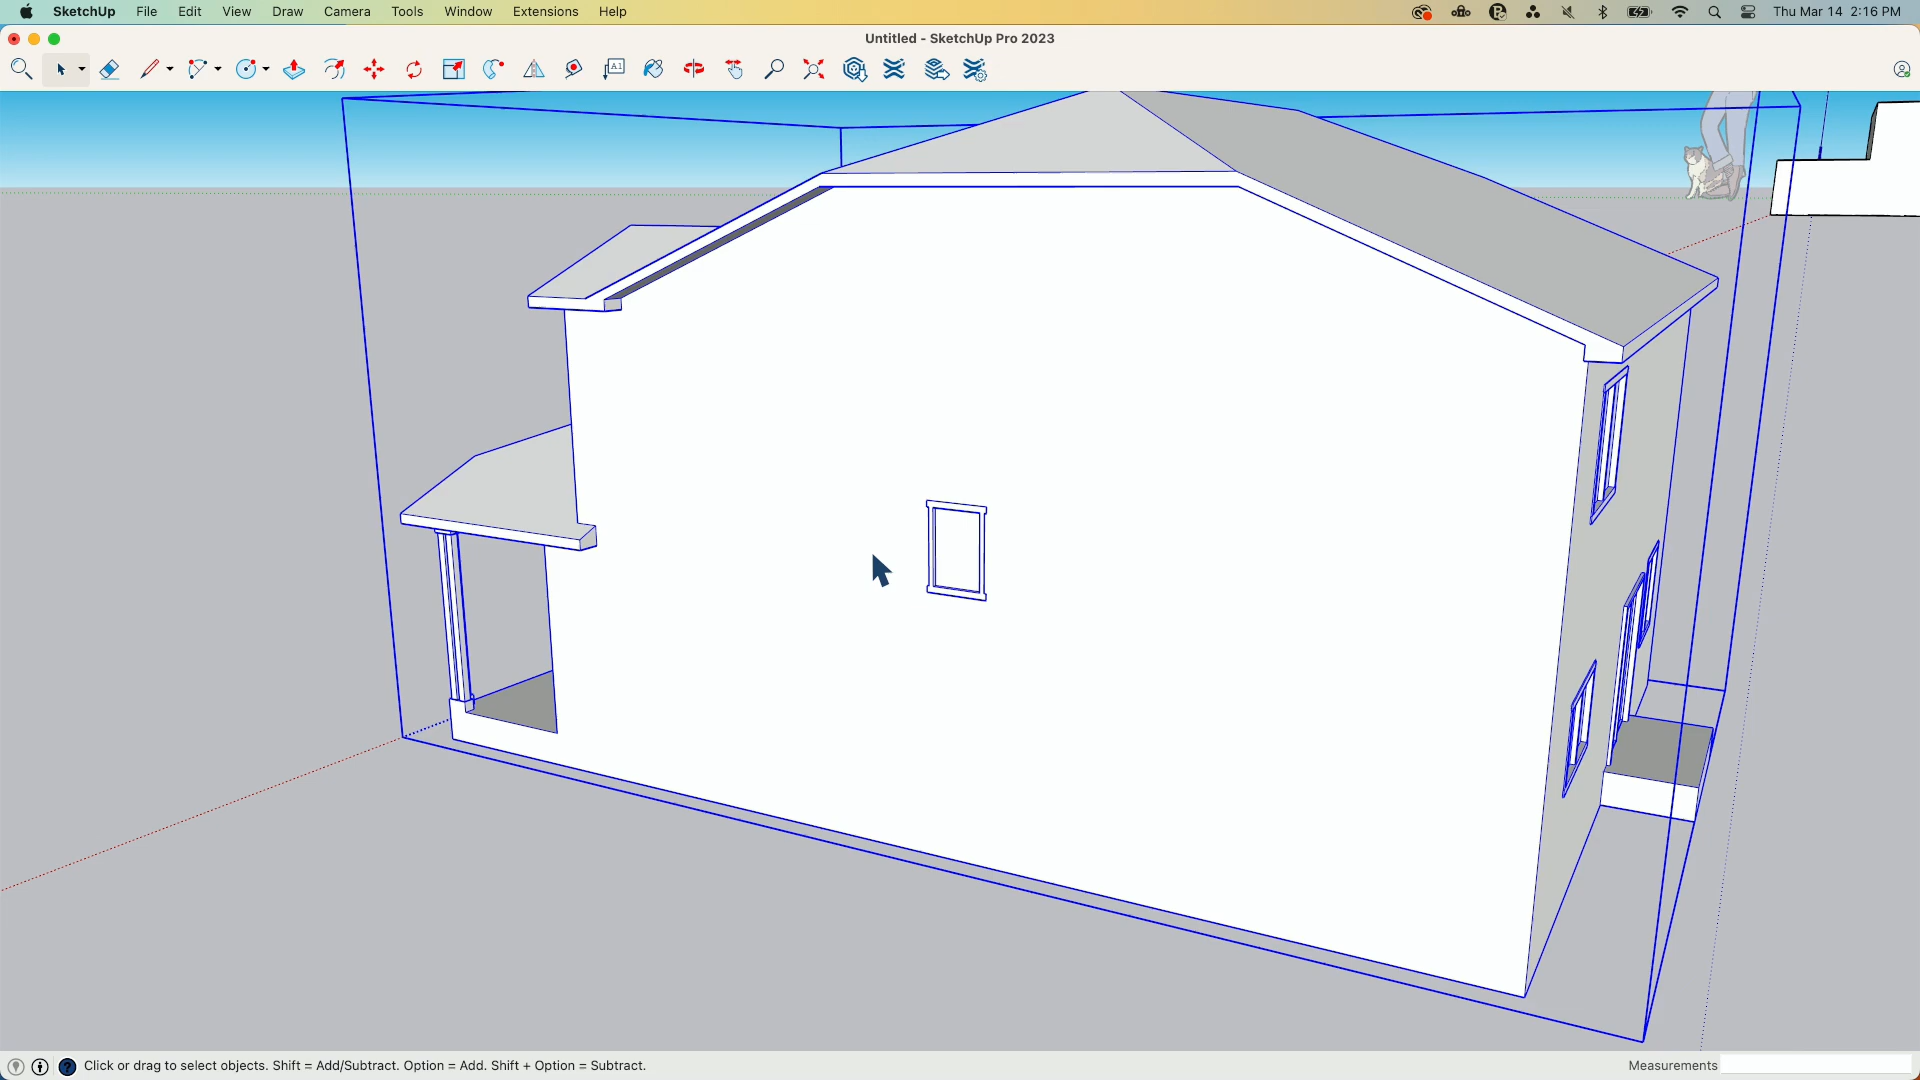 SketchUp File Edit View Draw Camera Tools Window Extensions Help Thu Mar 14 2:16 PM
Untitled - SketchUp Pro 2023
A1
Click or drag to select objects. Shift = Add/Subtract. Option = Add. Shift + Option = Subtract.
Measurements